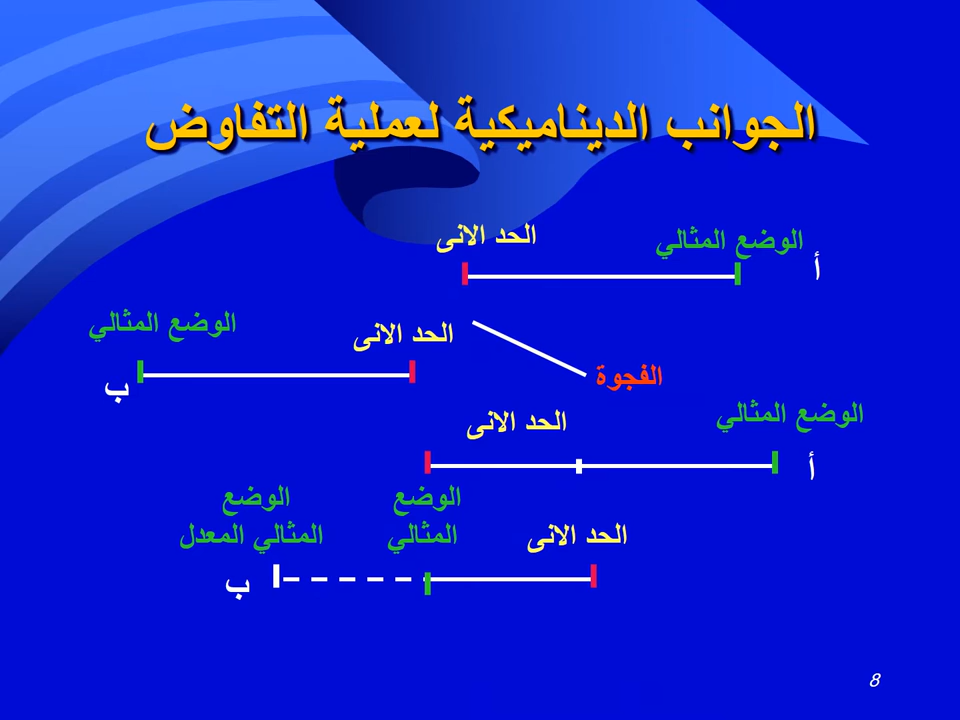 الجوانب الديناميكية لعملية التفاوض
الحد الانى
الوضع المثالي
أ
الوضع المثالي
الحد الانى
ب
الفجوة
الوضع المثالي
الحد الانى
أ
الوضع
المثالي المعدل
الوضع
المثالي
الحد الانى
ب
8